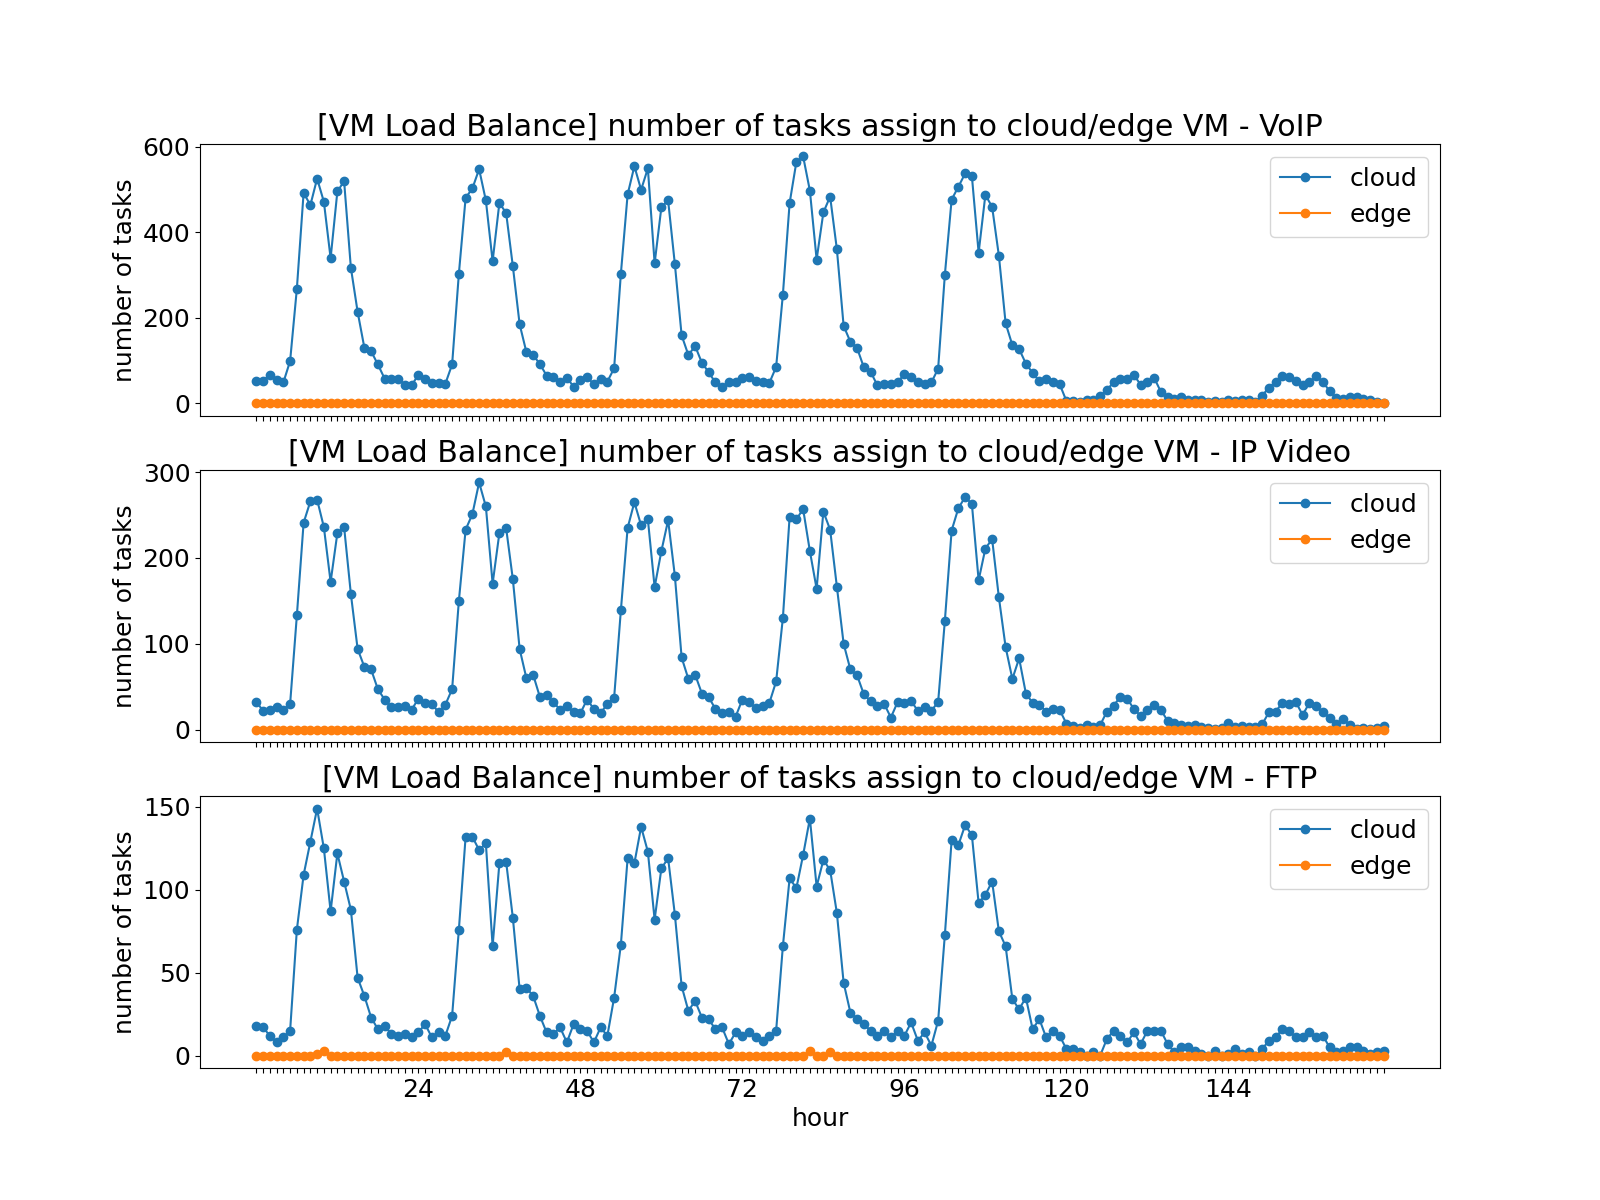 [VM Load Balance] number of tasks assign to cloud/edge VM - VoIP
number of tasks
600
400
200
0
cloud
edge
[VM Load Balance] number of tasks assign to cloud/edge VM - IP Video
number of tasks
300
200
100
0
cloud
edge
[VM Load Balance] number of tasks assign to cloud/edge VM - FTP
number of tasks
150
100
50
0
cloud
edge
24 48 72 96 120 144
hour